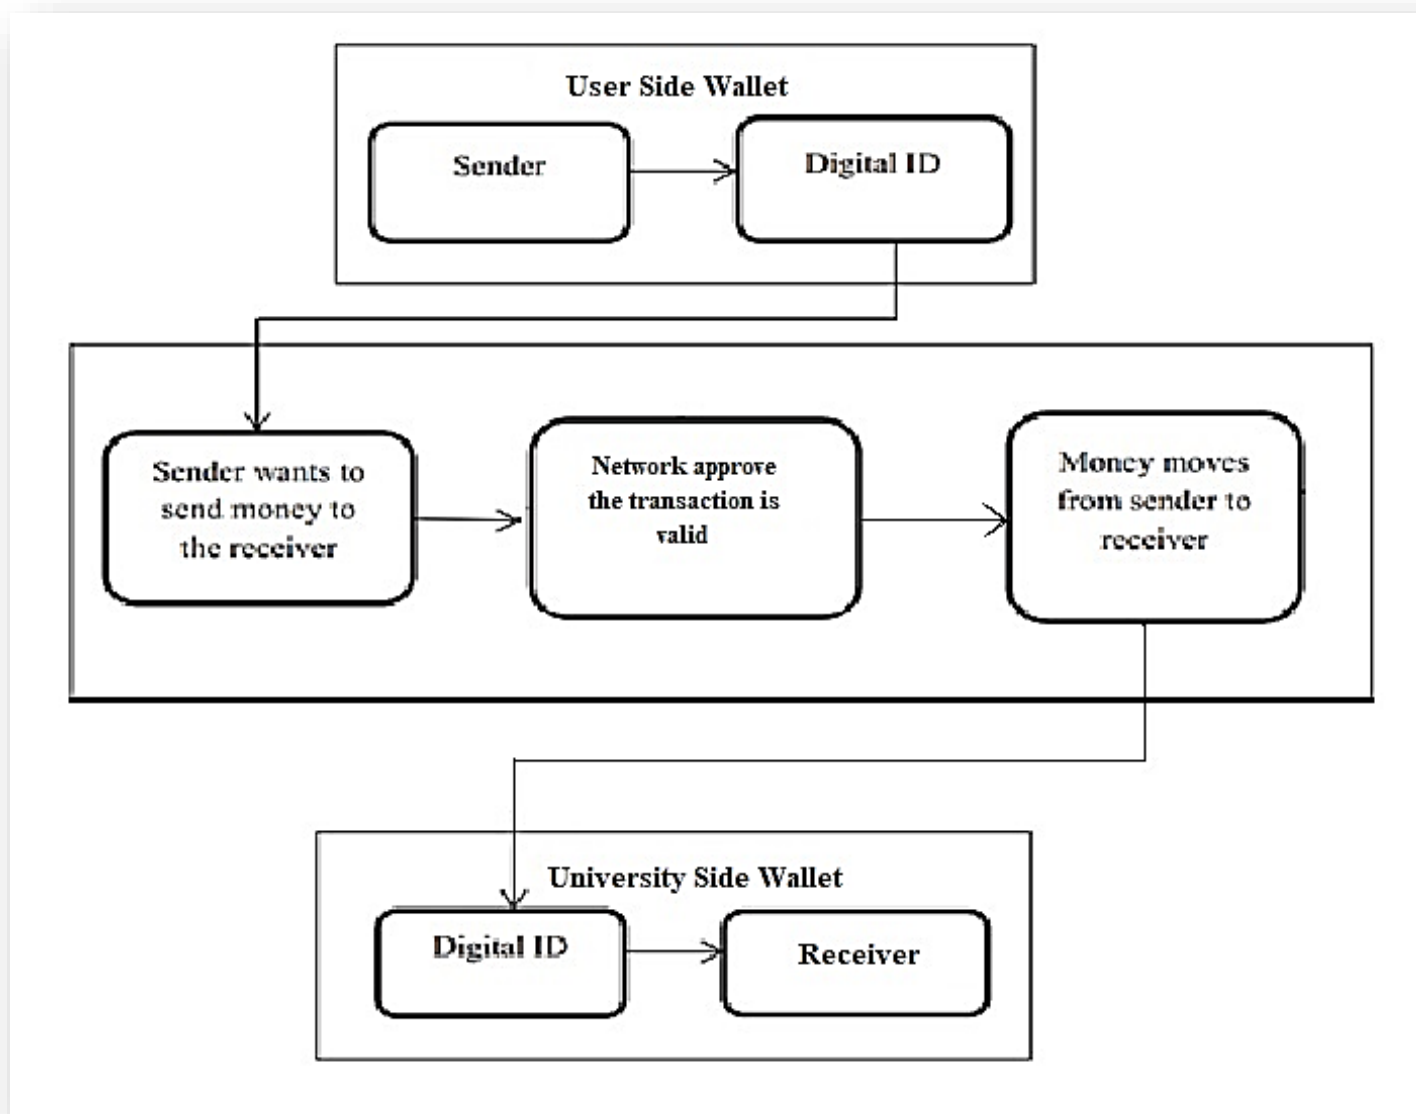 User Side Wallet
Sender
Digital ID
Sender wants to
send money to
the receiver
Network approve
the transaction is
valid
Money moves
from sender to
receiver
University Side Wallet
Digital ID
Receiver